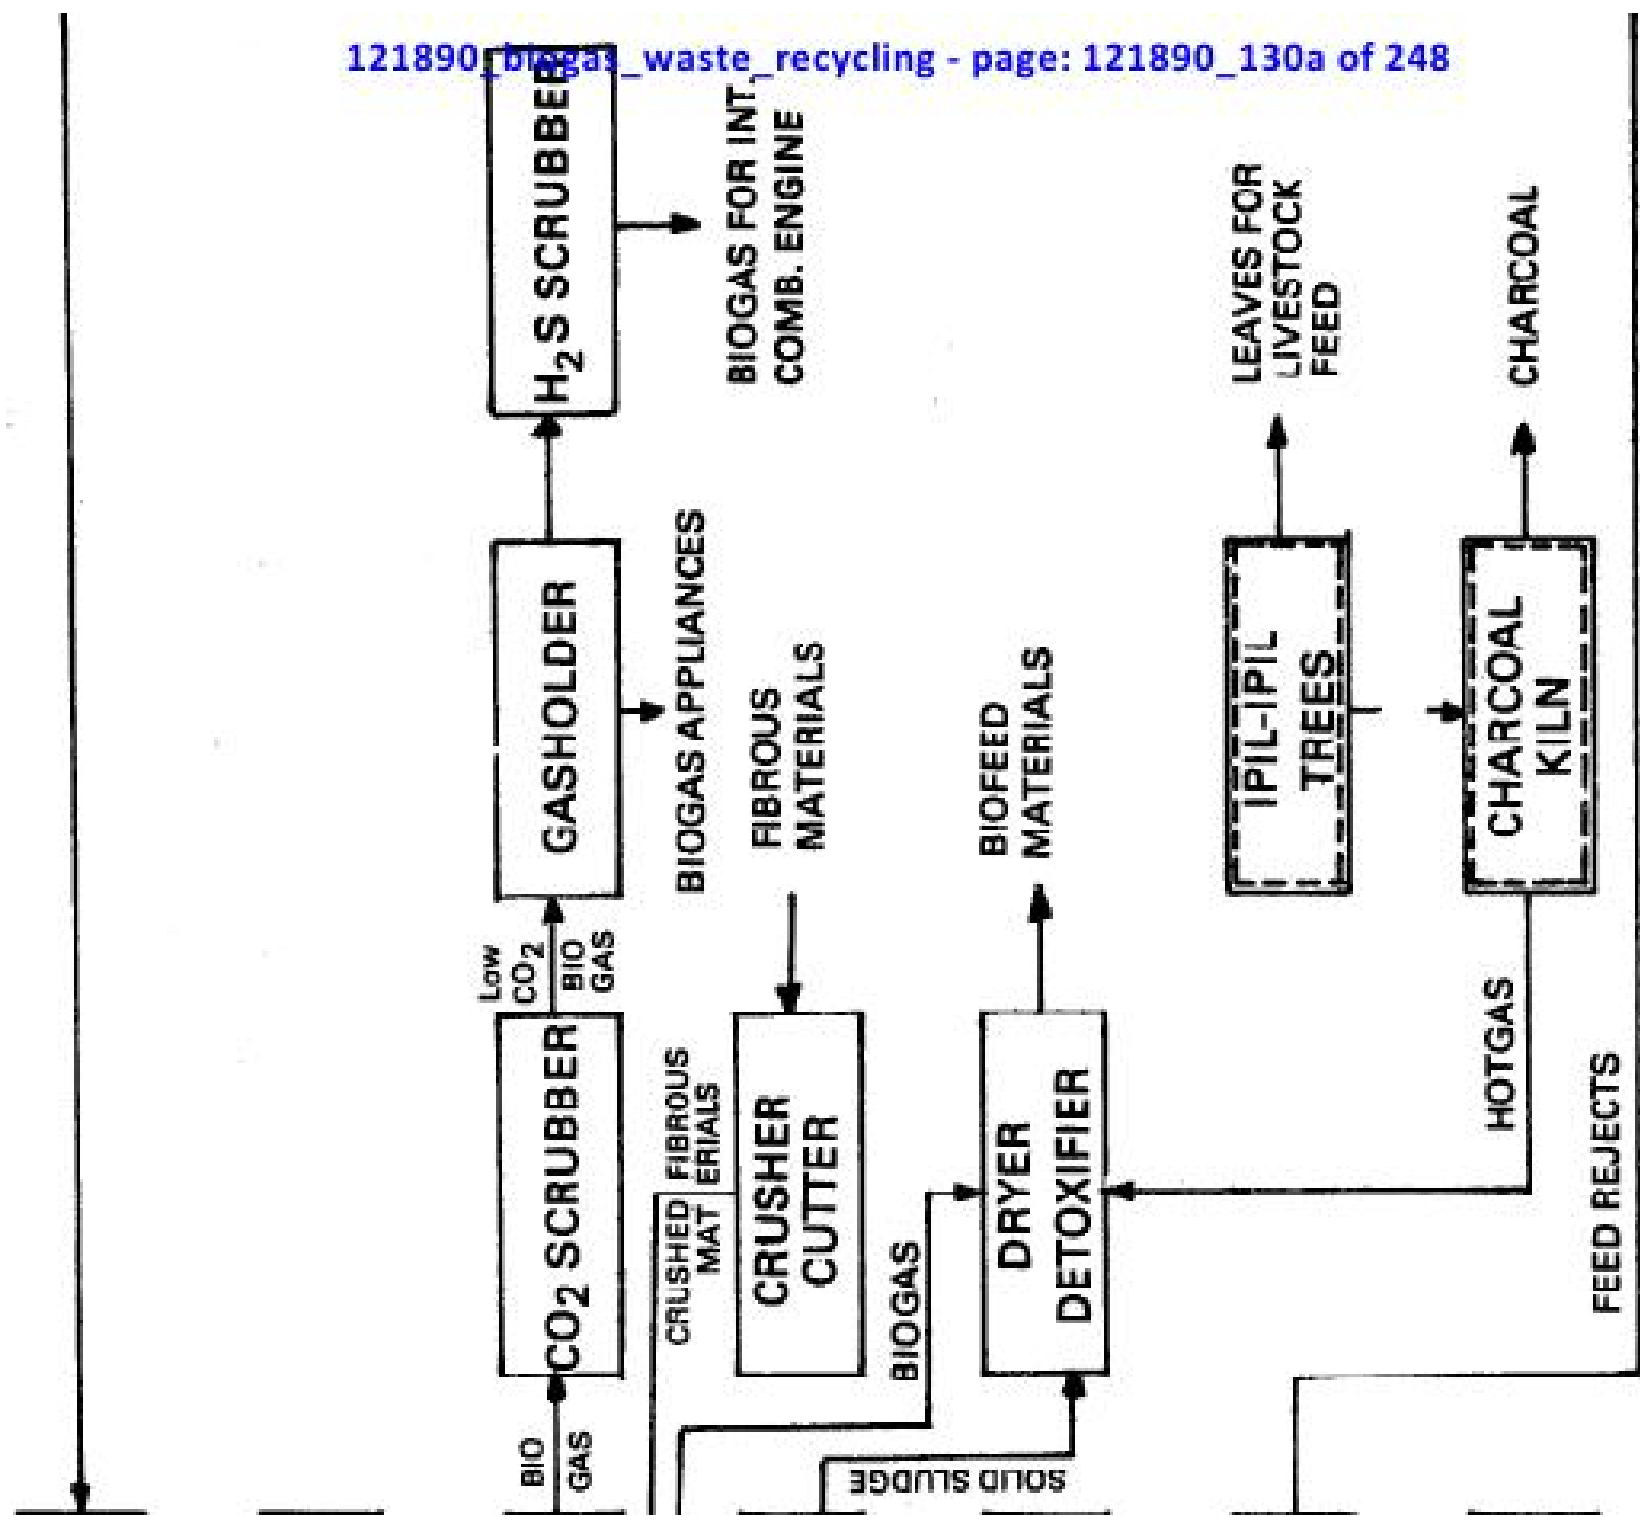 121890_biogas_waste_recycling - page: 121890_130a of 248
BIO
GAS
CO2 SCRUBBER
Low
CO2
BIO
GAS
GASHOLDER
BIOGAS APPLIANCES
H2S SCRUBBER
BIOGAS FOR INT.
COMB. ENGINE
CRUSHED FIBROUS
MAT ERIALS
CRUSHER
CUTTER
FIBROUS
MATERIALS
BIOGAS
SOLID SLUDGE
DRYER
DETOXIFIER
BIOFEED
MATERIALS
IPIL-IPIL
TREES
LEAVES FOR
LIVESTOCK
FEED
HOTGAS
CHARCOAL
KILN
CHARCOAL
FEED REJECTS